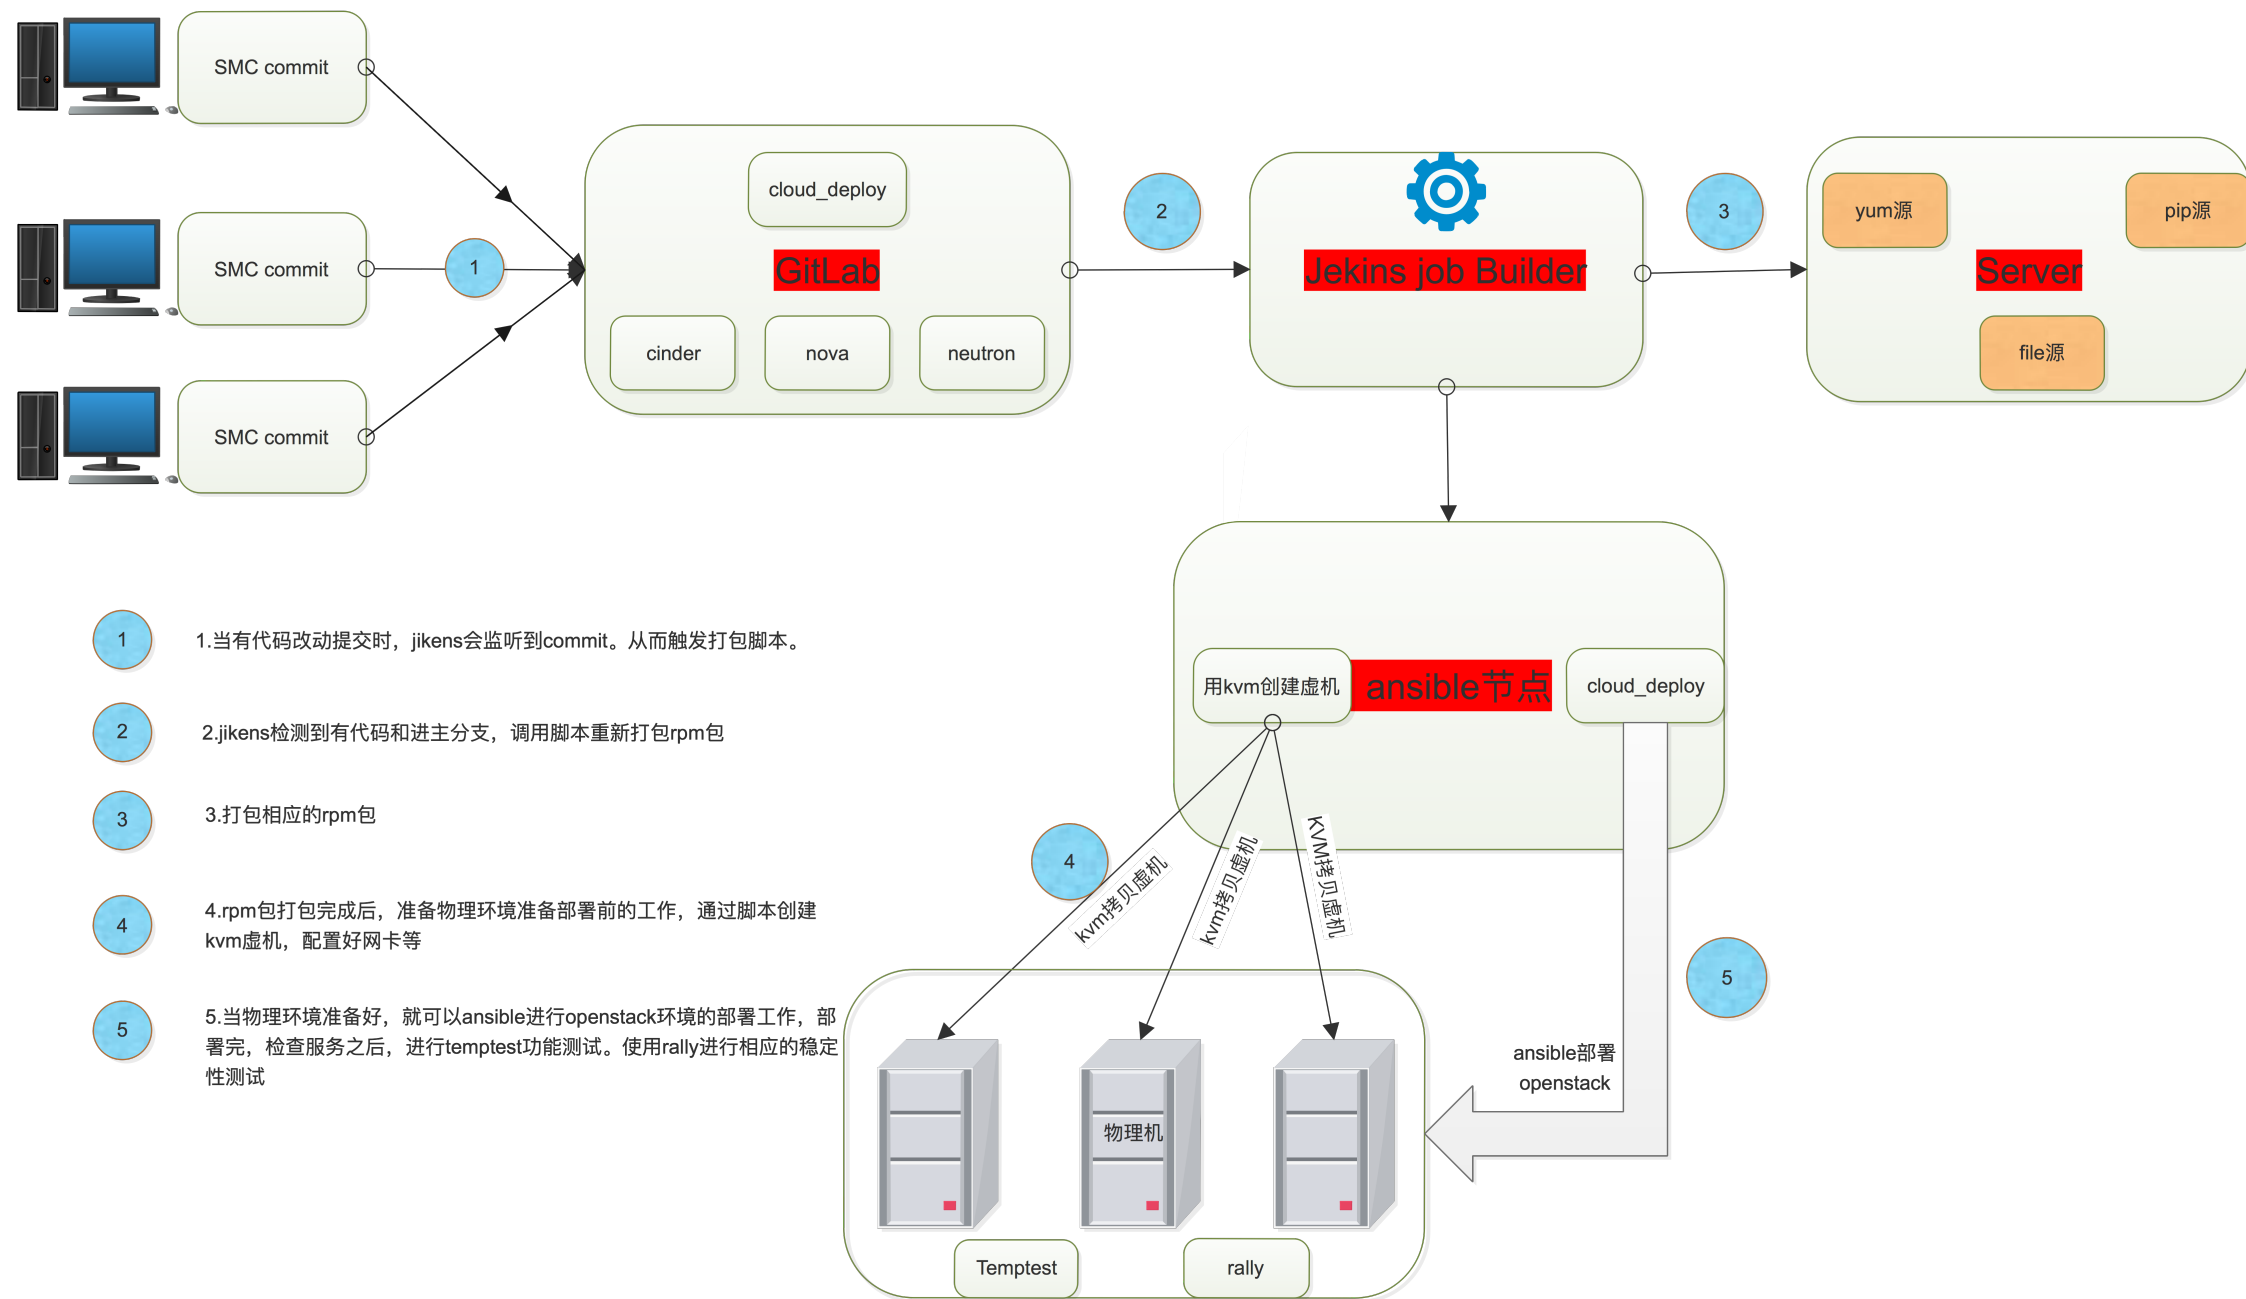 SMC commit
SMC commit
SMC commit
1
cloud_deploy
GitLab
cinder
nova
neutron
2
Jekins job Builder
3
yum源
pip源
Server
file源
用kvm创建虚机
ansible节点
cloud_deploy
1
1.当有代码改动提交时，jikens会监听到commit。从而触发打包脚本。
2
2.jikens检测到有代码和进主分支，调用脚本重新打包rpm包
3
3.打包相应的rpm包
4
4.rpm包打包完成后，准备物理环境准备部署前的工作，通过脚本创建
kvm虚机，配置好网卡等
5
5.当物理环境准备好，就可以ansible进行openstack环境的部署工作，部
署完，检查服务之后，进行temptest功能测试。使用rally进行相应的稳定
性测试
4
kvm拷贝虚机
kvm拷贝虚机
KVM拷贝虚机
5
ansible部署
openstack
物理机
Temptest
rally